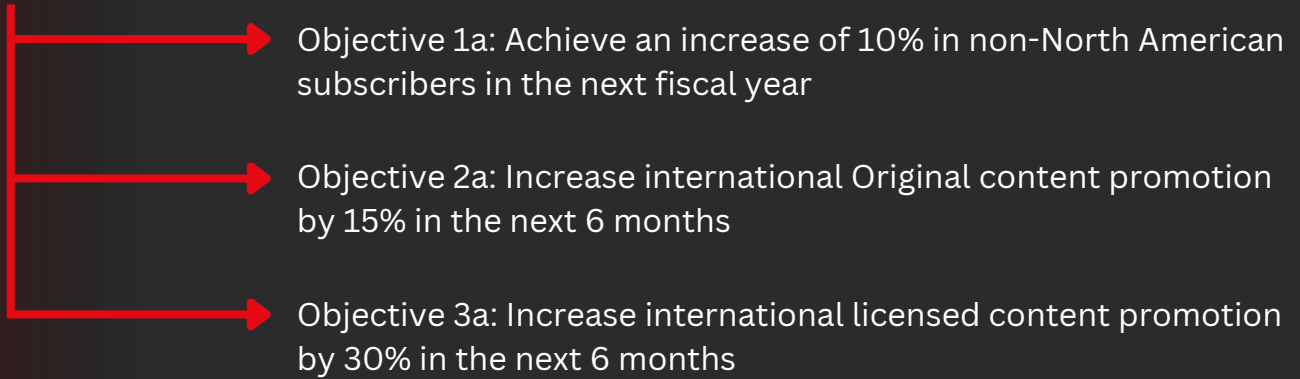 Objective 1a: Achieve an increase of 10% in non-North American
subscribers in the next fiscal year
Objective 2a: Increase international Original content promotion
by 15% in the next 6 months
Objective 3a: Increase international licensed content promotion
by 30% in the next 6 months